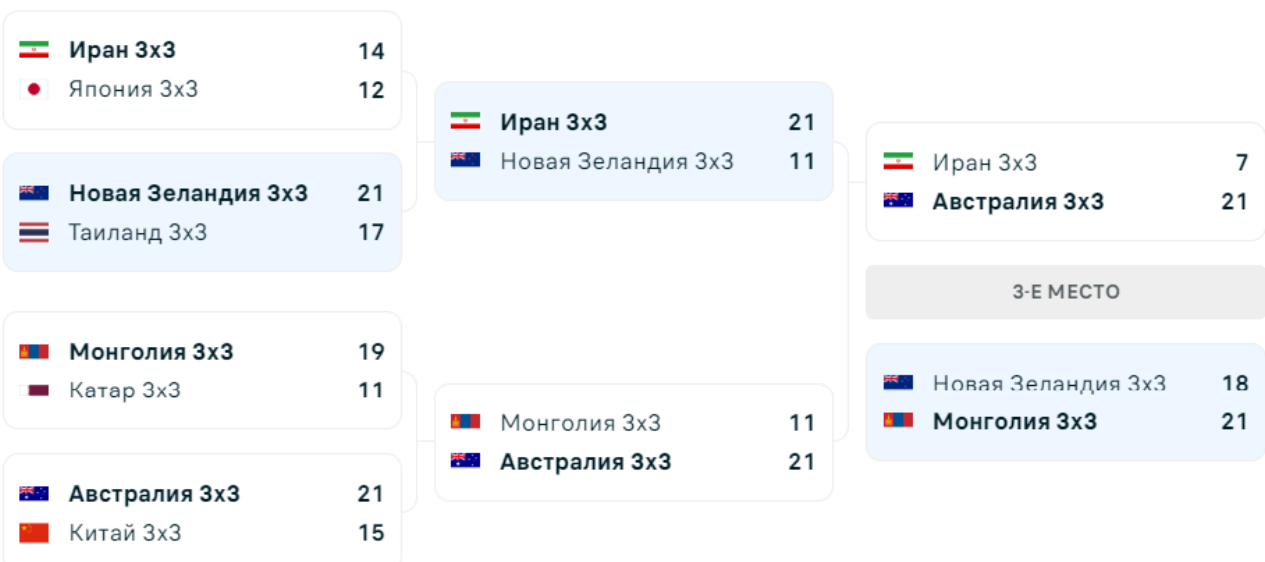 Иран 3x3 14
Япония 3x3 12
Новая Зеландия 3x3 21
Таиланд 3x3 17
Монголия 3x3 19
Катар 3x3 11
Австралия 3x3 21
Китай 3x3 15
Иран 3x3 21
Новая Зеландия 3x3 11
Монголия 3x3 11
Австралия 3x3 21
Иран 3x3 7
Австралия 3x3 21
3-Е МЕСТО
Новая Зеландия 3x3 18
Монголия 3x3 21